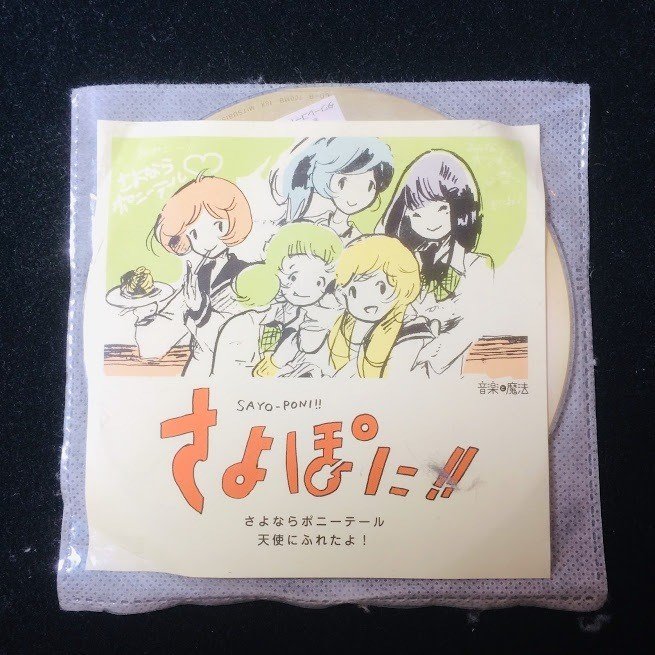 さよなら
ポニーテール
音楽と魔法
SAYO-PONI!!
さよぽに!!
さよならポニーテール
天使にふれたよ!